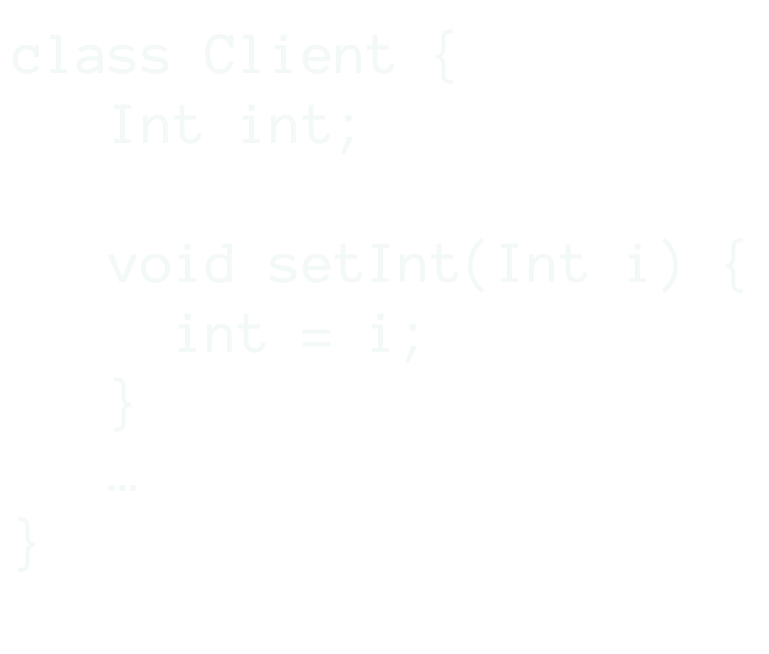 class Client {
Int int;
void setInt(Int i) {
int = i;
}
…
}